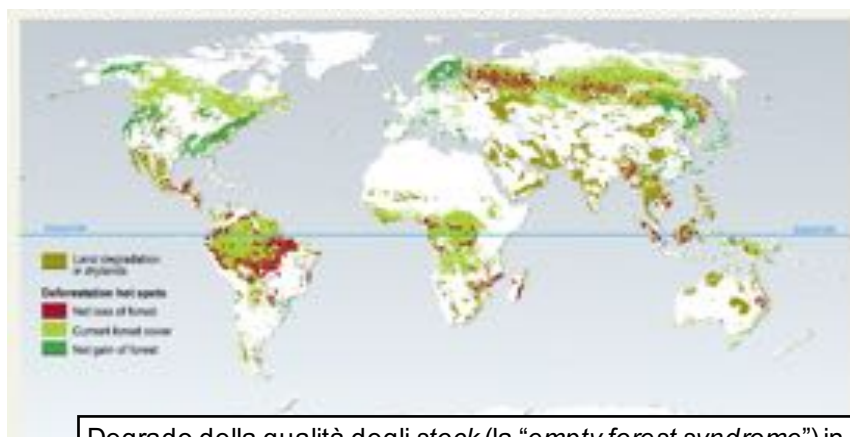 EQUATOR
Land degradation
in drylands
Deforestation hot spots
Net loss of forest
Current forest cover
Net gain of forest
Degrado della qualità degli stock (la “empty forest syndrome”) in